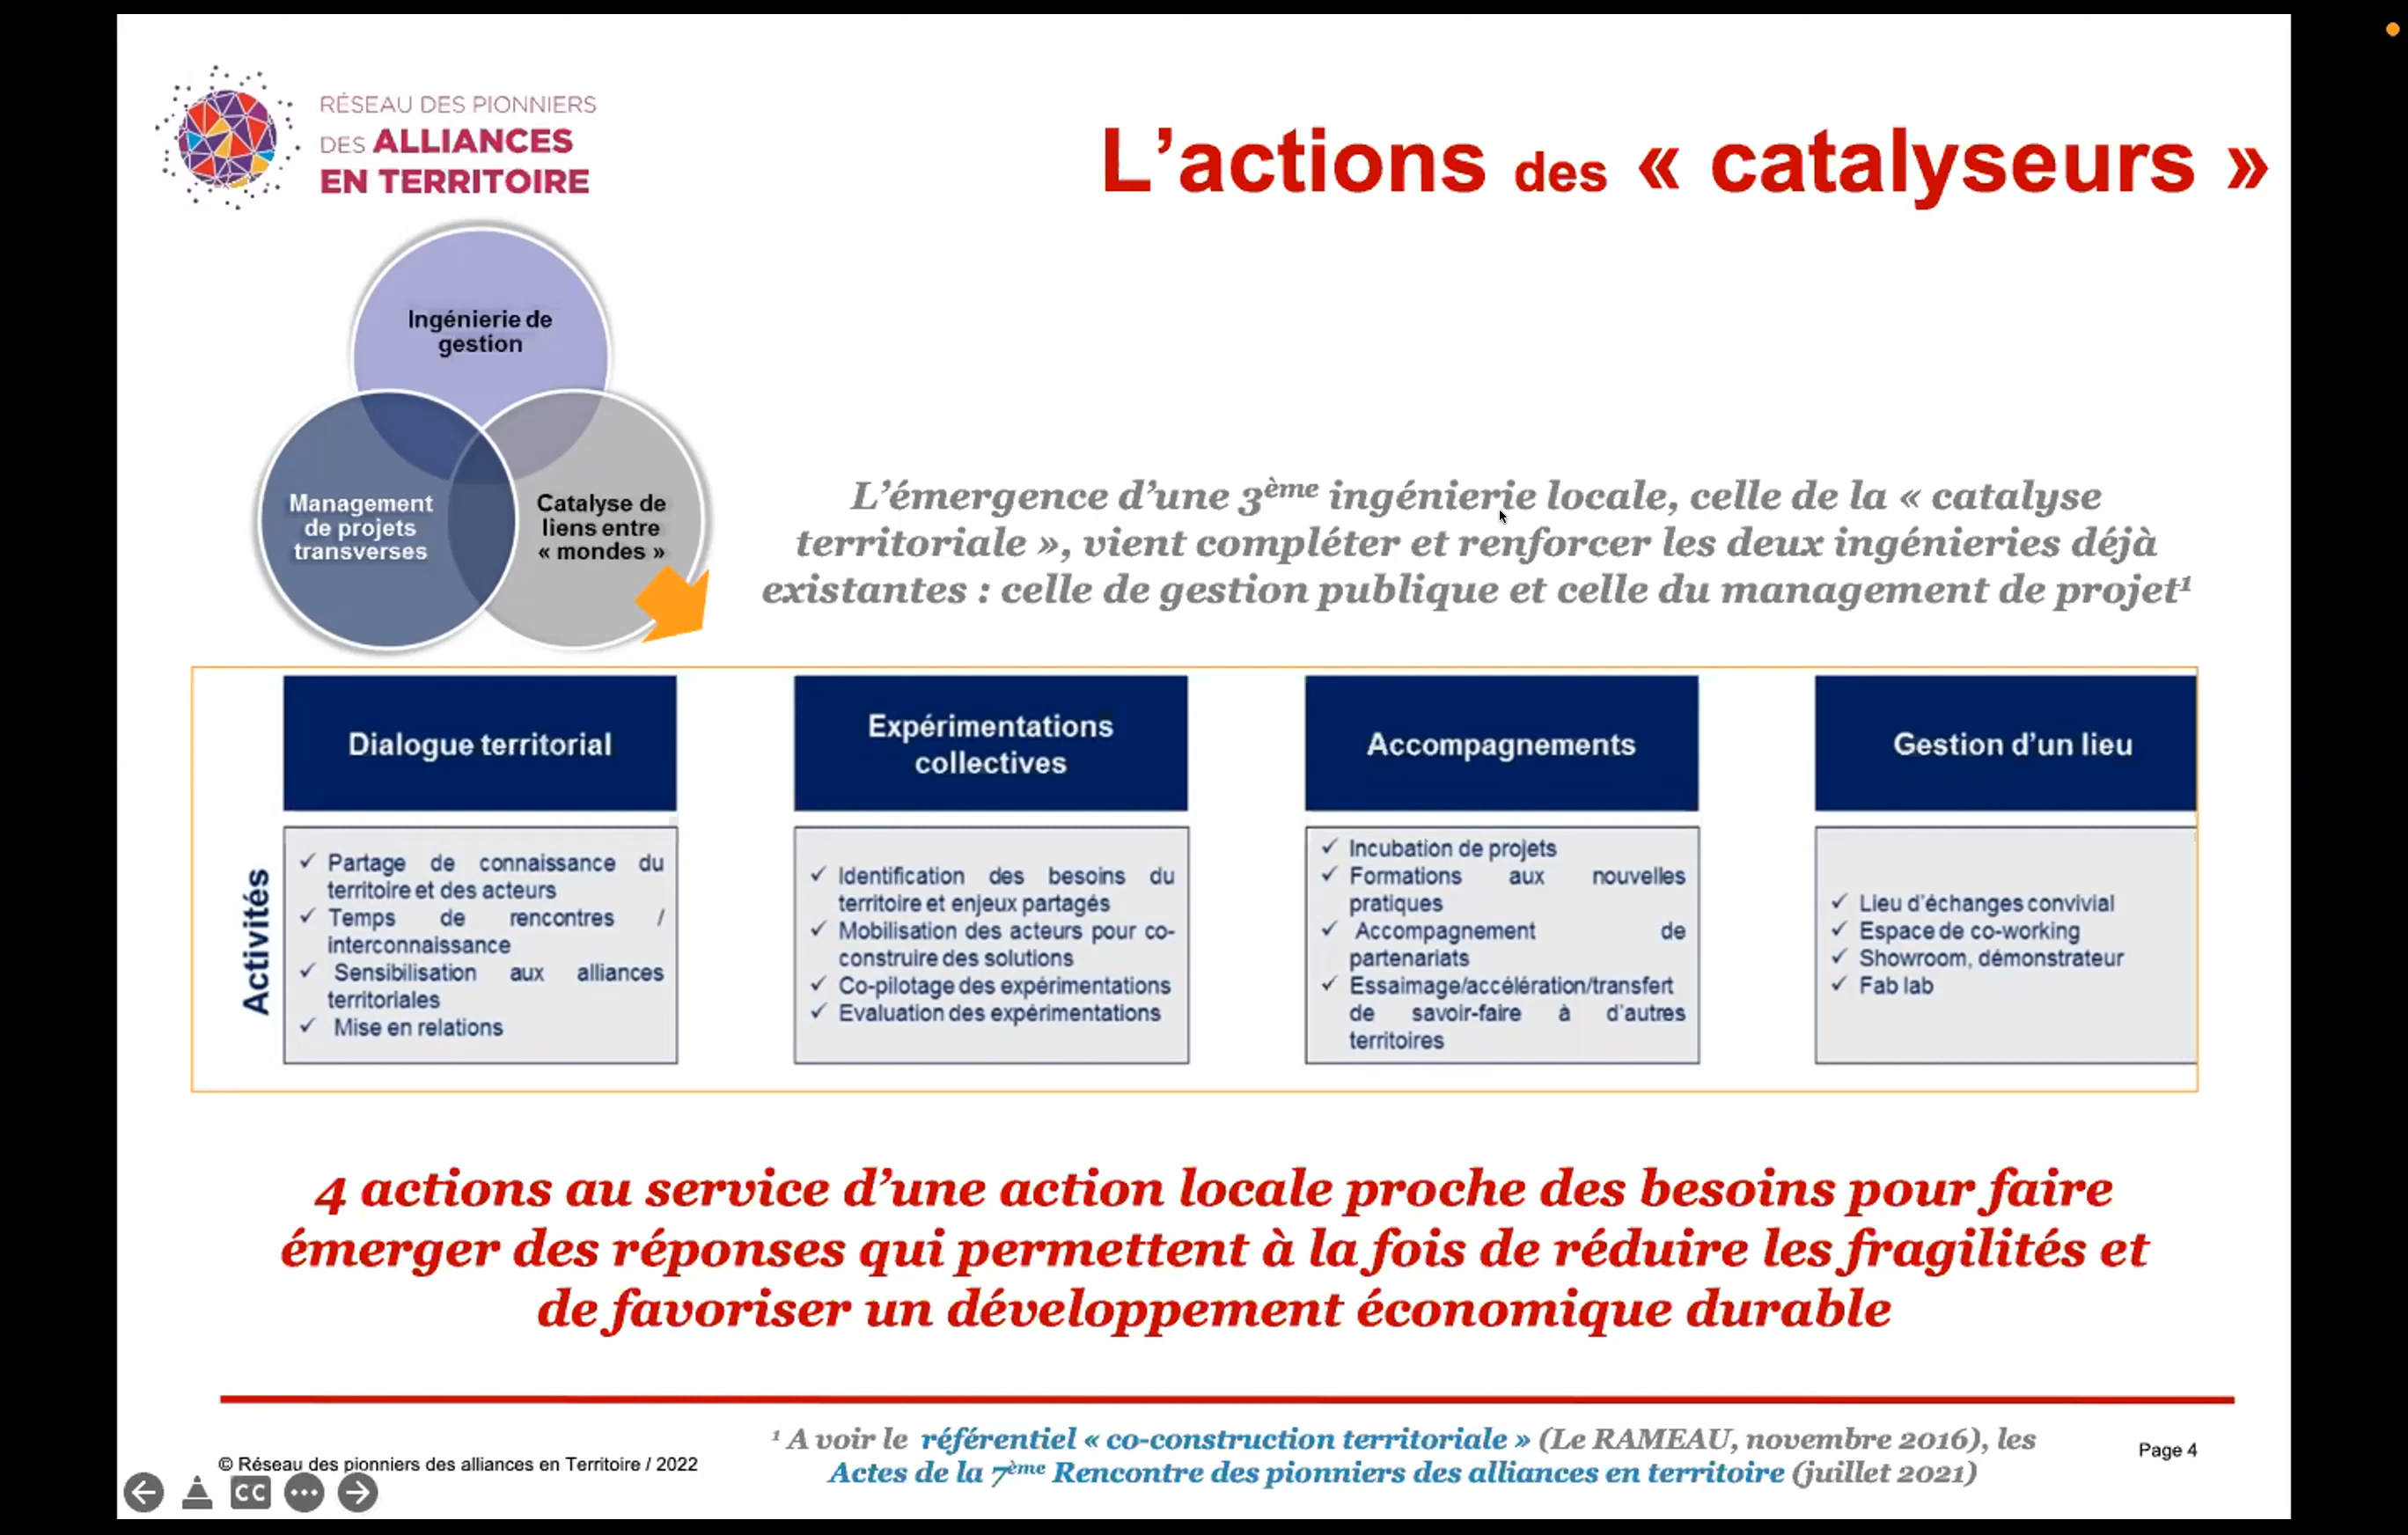 RÉSEAU DES PIONNIERS
DES ALLIANCES
EN TERRITOIRE
L’actions des « catalyseurs »
Ingénierie de
gestion
Management
de projets
transverses
Catalyse de
liens entre
« mondes »
L’émergence d’une 3ème ingénierie locale, celle de la « catalyse
territoriale », vient compléter et renforcer les deux ingénieries déjà
existantes : celle de gestion publique et celle du management de projet¹
Activités
Dialogue territorial
✓ Partage de connaissance du
territoire et des acteurs
✓ Temps de rencontres /
interconnaissance
✓ Sensibilisation aux alliances
territoriales
✓ Mise en relations
Expérimentations
collectives
✓ Identification des besoins du
territoire et enjeux partagés
✓ Mobilisation des acteurs pour co-
construire des solutions
✓ Co-pilotage des expérimentations
✓ Evaluation des expérimentations
Accompagnements
✓ Incubation de projets
✓ Formations aux nouvelles
pratiques
✓ Accompagnement de
partenariats
✓ Essaimage/accélération/transfert
de savoir-faire à d’autres
territoires
Gestion d’un lieu
✓ Lieu d’échanges convivial
✓ Espace de co-working
✓ Showroom, démonstrateur
✓ Fab lab
4 actions au service d’une action locale proche des besoins pour faire
émerger des réponses qui permettent à la fois de réduire les fragilités et
de favoriser un développement économique durable
© Réseau des pionniers des alliances en Territoire / 2022
¹ A voir le référentiel « co-construction territoriale » (Le RAMEAU, novembre 2016), les
Actes de la 7ème Rencontre des pionniers des alliances en territoire (juillet 2021)
Page 4
CC